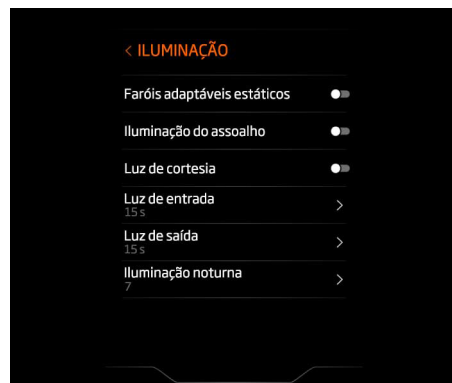 < ILUMINAÇÃO
Faróis adaptáveis estáticos
Iluminação do assoalho
Luz de cortesia
Luz de entrada
15 s
Luz de saída
15 s
Iluminação noturna
7